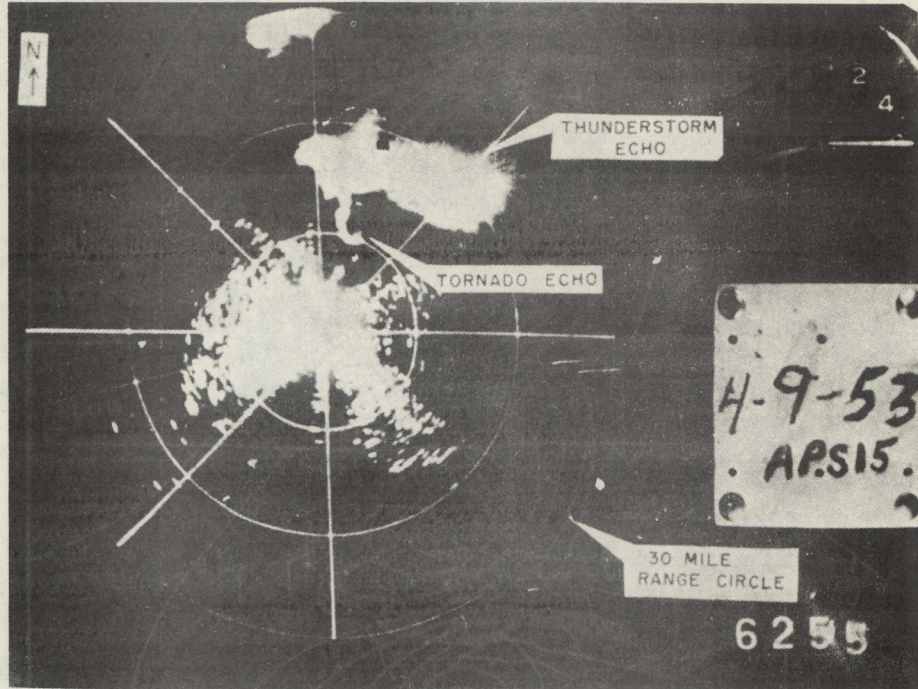 N
2
4
THUNDERSTORM
ECHO
TORNADO ECHO
4-9-53
APS15.
30 MILE
RANGE CIRCLE
6255